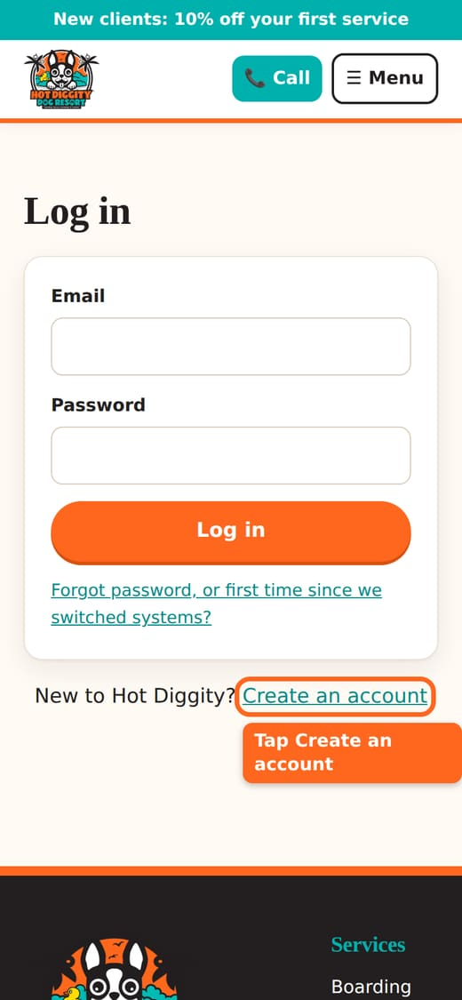 New clients: 10% off your first service
HOT DIGGITY
DOG RESORT
📞 Call
☰ Menu
Log in
Email
Password
Log in
Forgot password, or first time since we
switched systems?
New to Hot Diggity? Create an account
Tap Create an
account
Services
Boarding